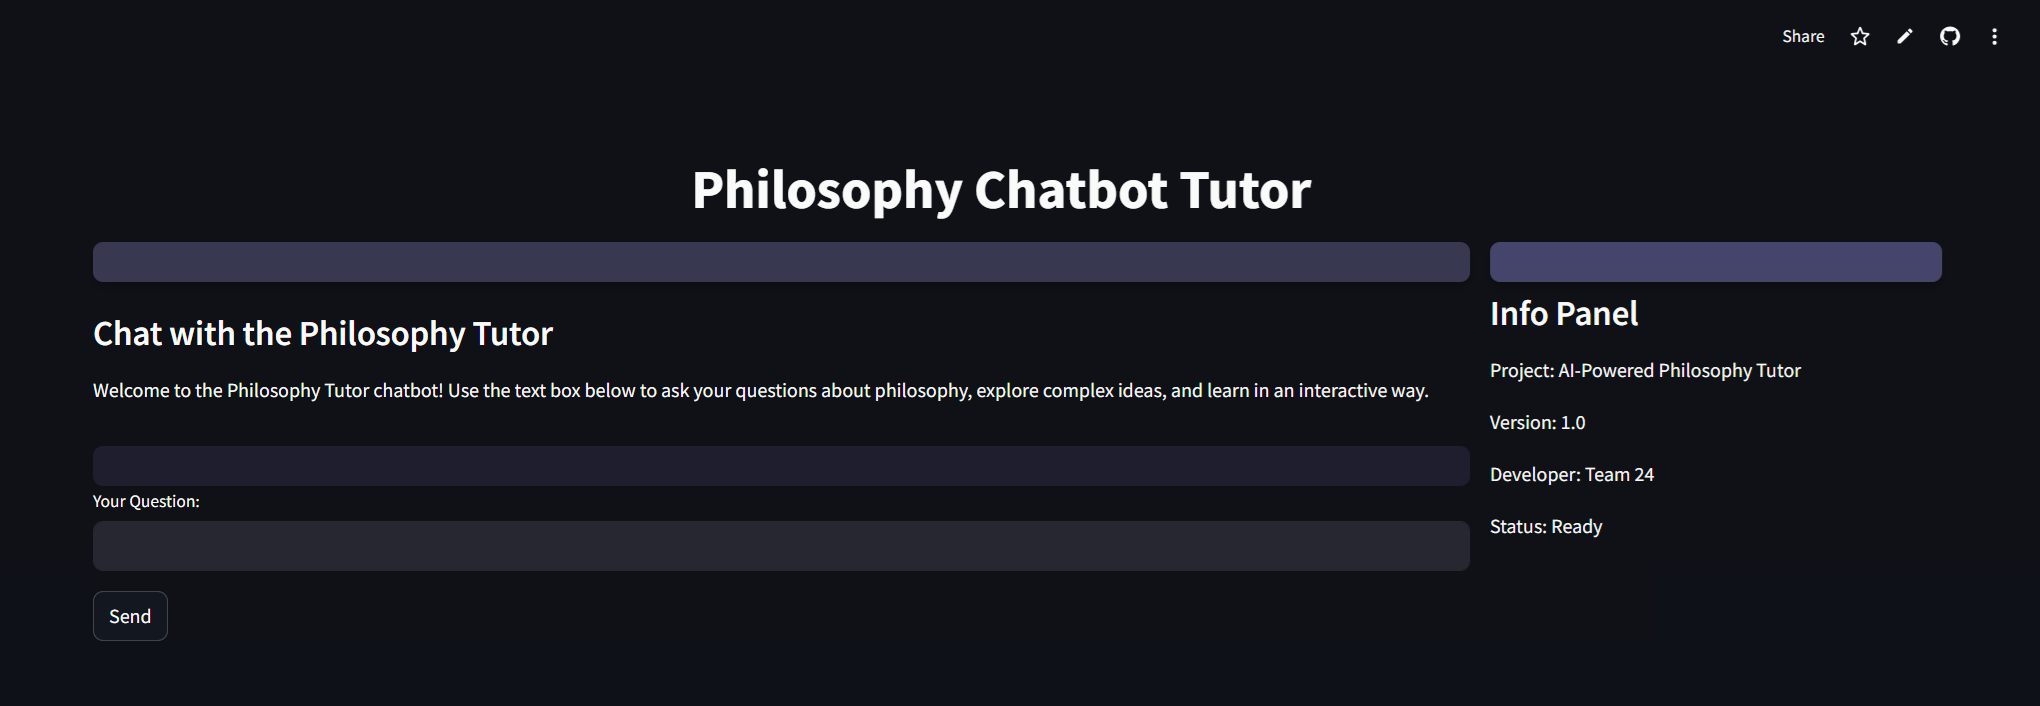 Share
Philosophy Chatbot Tutor
Chat with the Philosophy Tutor
Welcome to the Philosophy Tutor chatbot! Use the text box below to ask your questions about philosophy, explore complex ideas, and learn in an interactive way.
Your Question:
Send
Info Panel
Project: AI-Powered Philosophy Tutor
Version: 1.0
Developer: Team 24
Status: Ready